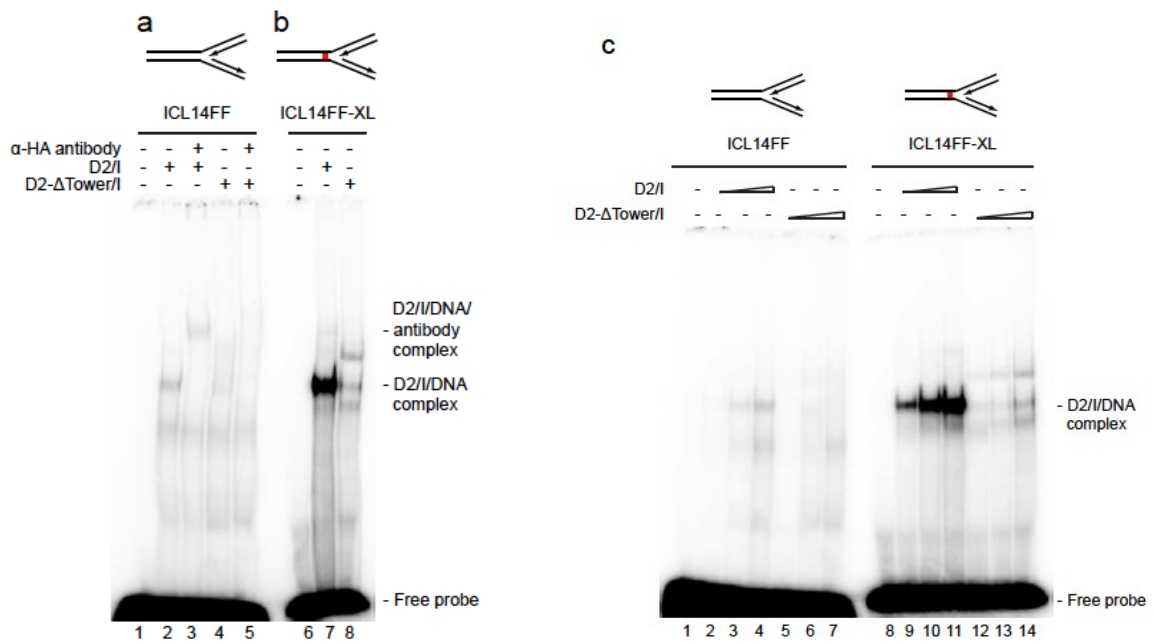 a
b
ICL14FF
ICL14FF-XL
α-HA antibody - - + - + - - -
D2/I - + + - - - + -
D2-ΔTower/I - - - + + - - +
D2/I/DNA/
- antibody
complex
- D2/I/DNA
complex
- Free probe
1 2 3 4 5 6 7 8
c
ICL14FF
ICL14FF-XL
D2/I - - - - - - - -
D2-ΔTower/I - - - - - - - -
- D2/I/DNA
complex
- Free probe
1 2 3 4 5 6 7 8 9 10 11 12 13 14